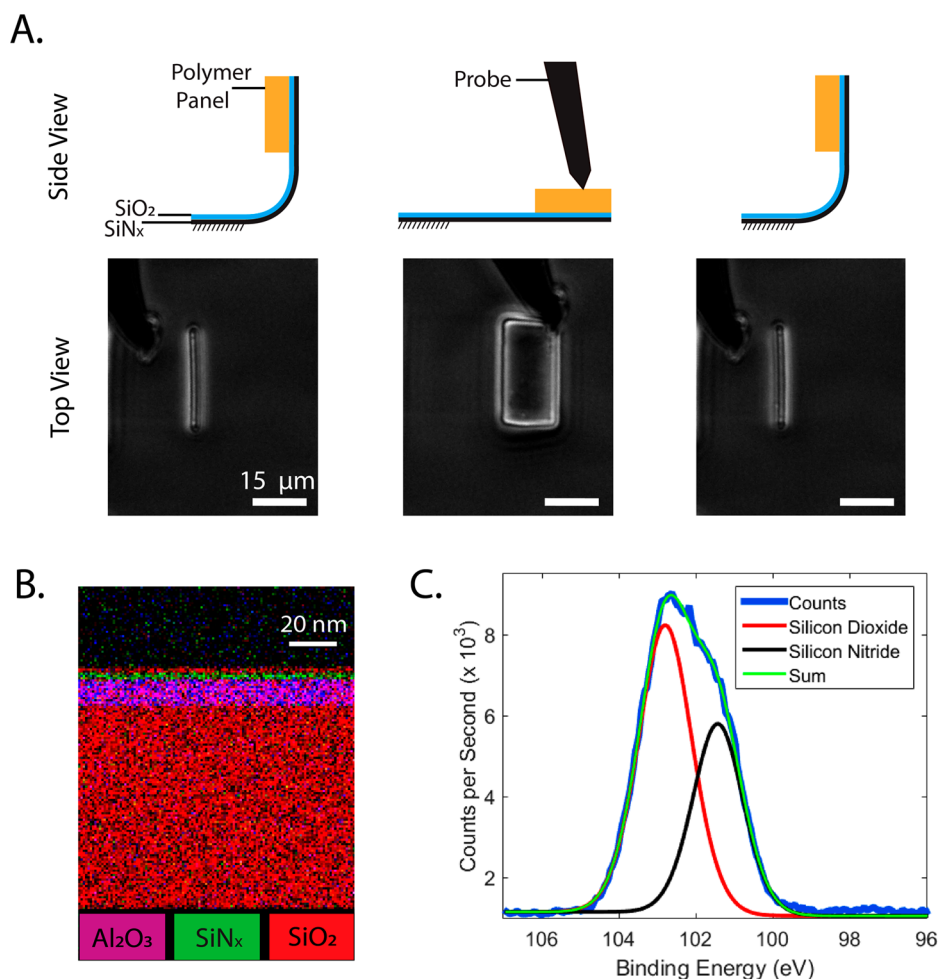 A.
Side View
Polymer
Panel
SiO₂
SiNₓ
Probe
Top View
15 μm
B.
20 nm
Al₂O₃
SiNₓ
SiO₂
C.
Counts per Second (x 10³)
8
6
4
2
Counts
Silicon Dioxide
Silicon Nitride
Sum
106
104
102
100
98
96
Binding Energy (eV)